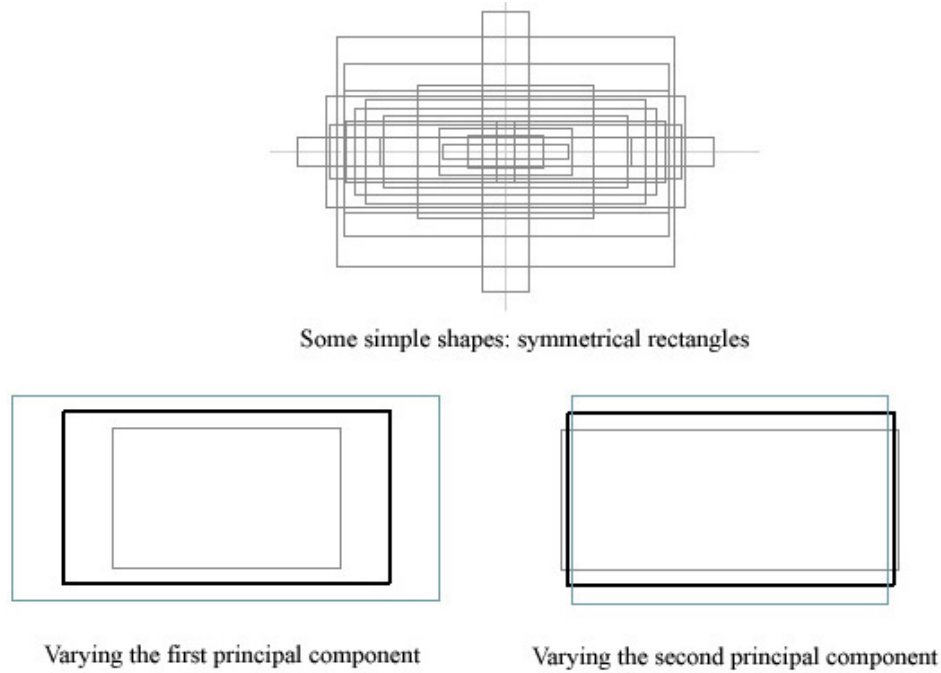 Some simple shapes: symmetrical rectangles
Varying the first principal component
Varying the second principal component